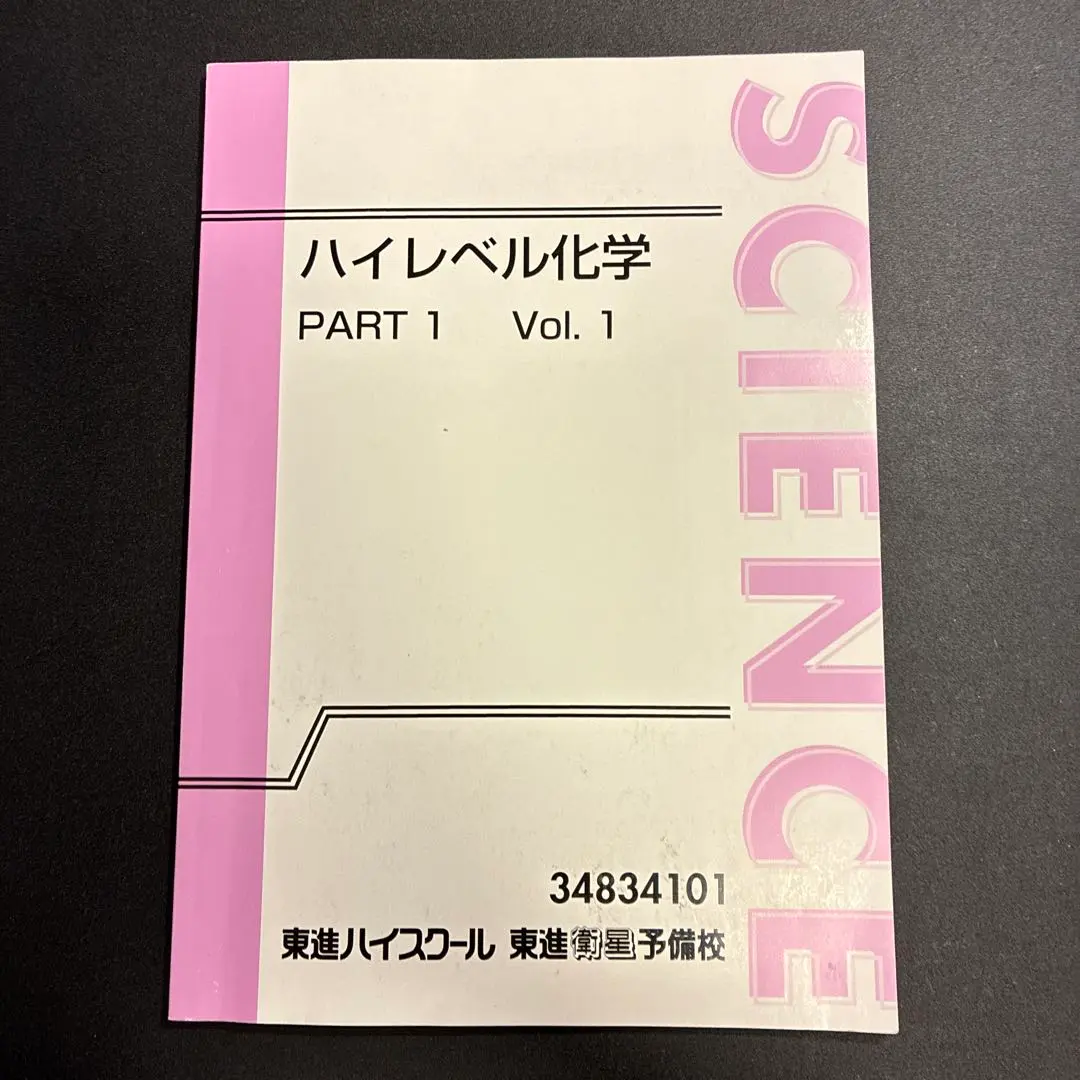 ハイレベル化学
PART 1 Vol. 1
SCIENCE
34834101
東進ハイスクール 東進衛星予備校